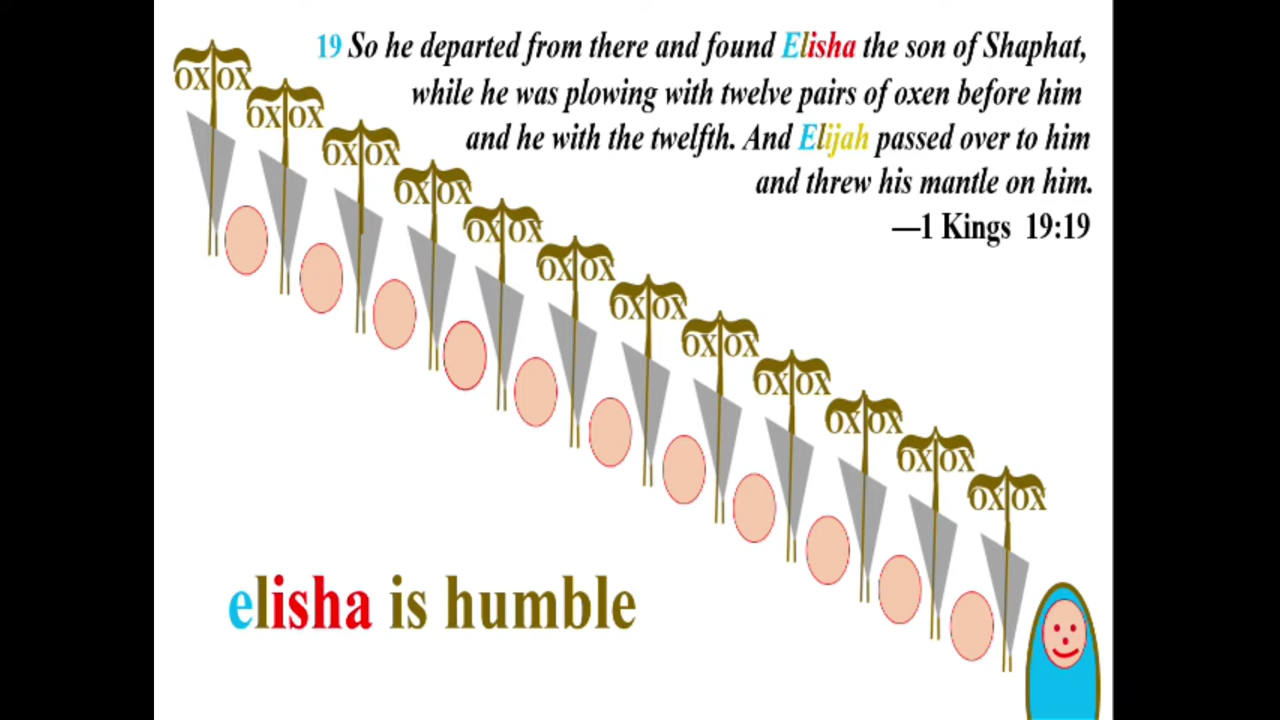 19 So he departed from there and found Elisha the son of Shaphat,
while he was plowing with twelve pairs of oxen before him
and he with the twelfth. And Elijah passed over to him
and threw his mantle on him.
—1 Kings 19:19
OX OX
OX OX
OX OX
OX OX
OX OX
OX OX
OX OX
OX OX
OX OX
OX OX
OX OX
OX OX
elisha is humble